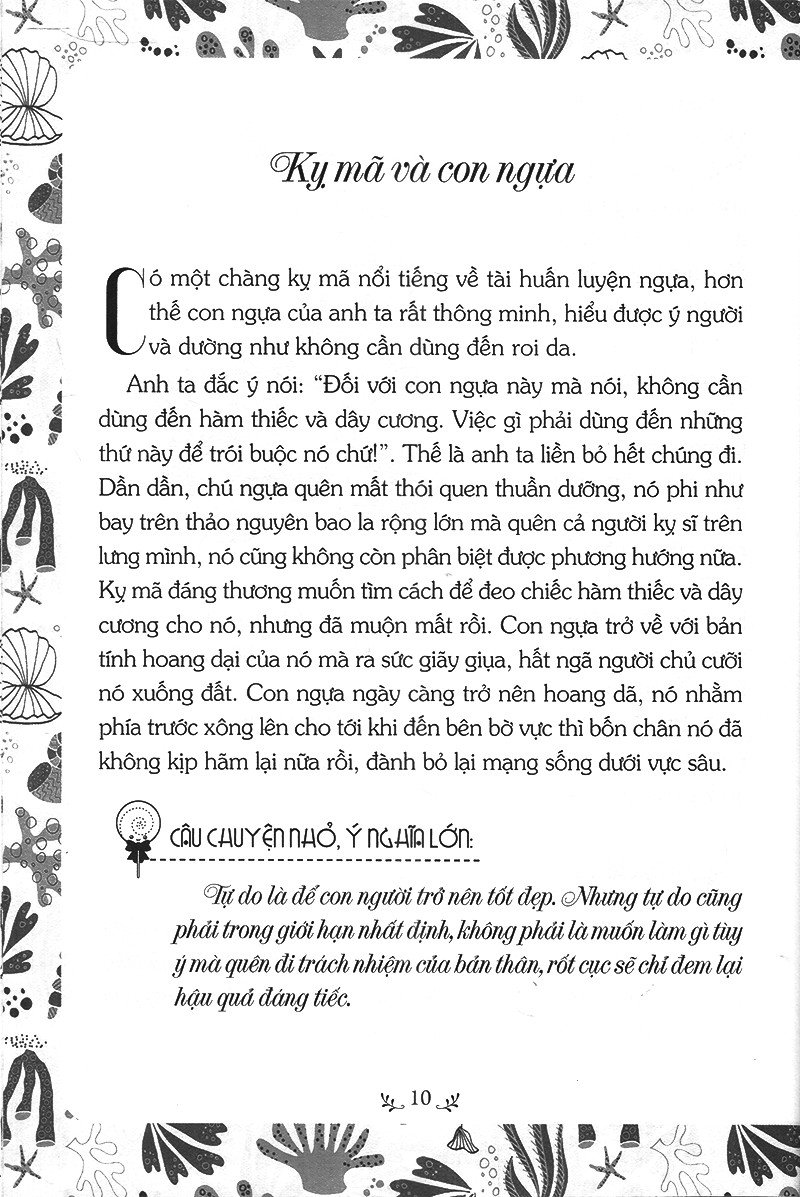 Kỵ mã và con ngựa
Có một chàng kỵ mã nổi tiếng về tài huấn luyện ngựa, hơn
thế con ngựa của anh ta rất thông minh, hiểu được ý người
và dường như không cần dùng đến roi da.
Anh ta đắc ý nói: “Đối với con ngựa này mà nói, không cần
dùng đến hàm thiếc và dây cương. Việc gì phải dùng đến những
thứ này để trói buộc nó chứ!”. Thế là anh ta liền bỏ hết chúng đi.
Dần dần, chú ngựa quên mất thói quen thuần dưỡng, nó phi như
bay trên thảo nguyên bao la rộng lớn mà quên cả người kỵ sĩ trên
lưng mình, nó cũng không còn phân biệt được phương hướng nữa.
Kỵ mã đáng thương muốn tìm cách để đeo chiếc hàm thiếc và dây
cương cho nó, nhưng đã muộn mất rồi. Con ngựa trở về với bản
tính hoang dại của nó mà ra sức giãy giụa, hất ngã người chủ cưỡi
nó xuống đất. Con ngựa ngày càng trở nên hoang dã, nó nhằm
phía trước xông lên cho tới khi đến bên bờ vực thì bốn chân nó đã
không kịp hãm lại nữa rồi, đành bỏ lại mạng sống dưới vực sâu.
CÂU CHUYỆN NHỎ, Ý NGHĨA LỚN:
Tự do là để con người trở nên tốt đẹp. Nhưng tự do cũng
phải trong giới hạn nhất định, không phải là muốn làm gì tùy
ý mà quên đi trách nhiệm của bản thân, rốt cục sẽ chỉ đem lại
hậu quả đáng tiếc.
10